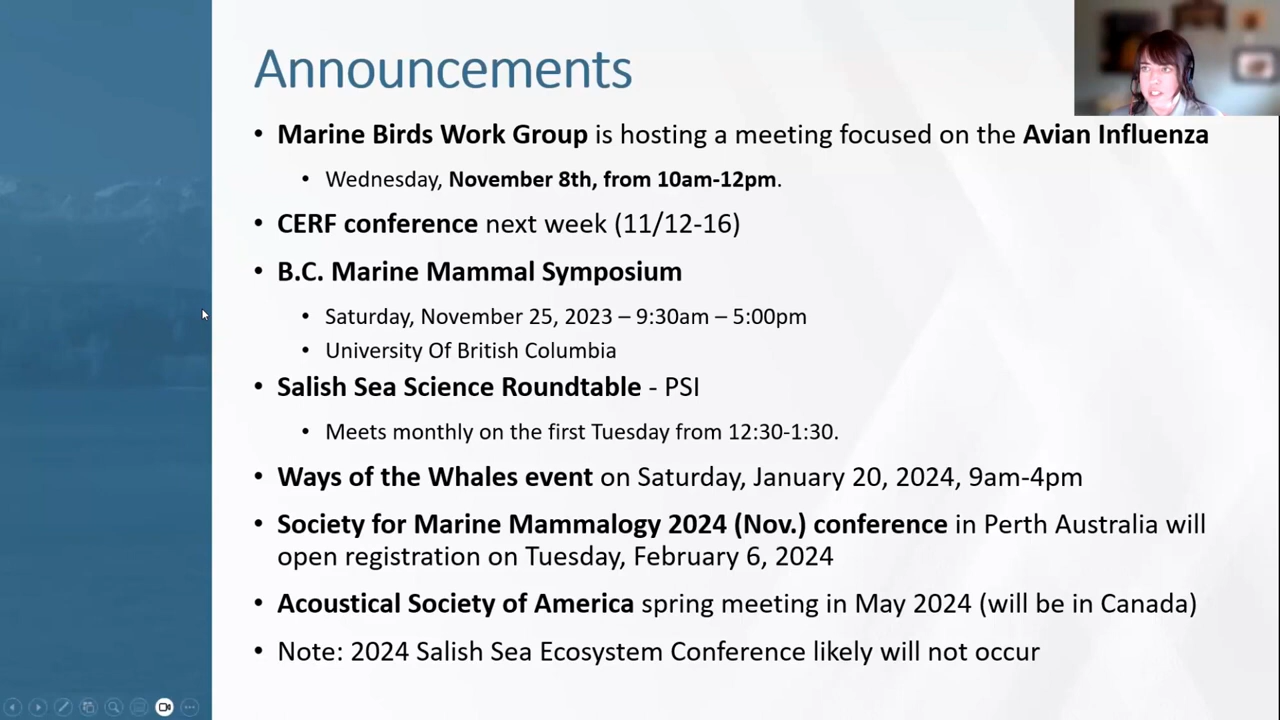 Announcements
• Marine Birds Work Group is hosting a meeting focused on the Avian Influenza
• Wednesday, November 8th, from 10am-12pm.
• CERF conference next week (11/12-16)
• B.C. Marine Mammal Symposium
• Saturday, November 25, 2023 – 9:30am – 5:00pm
• University Of British Columbia
• Salish Sea Science Roundtable - PSI
• Meets monthly on the first Tuesday from 12:30-1:30.
• Ways of the Whales event on Saturday, January 20, 2024, 9am-4pm
• Society for Marine Mammalogy 2024 (Nov.) conference in Perth Australia will
open registration on Tuesday, February 6, 2024
• Acoustical Society of America spring meeting in May 2024 (will be in Canada)
• Note: 2024 Salish Sea Ecosystem Conference likely will not occur